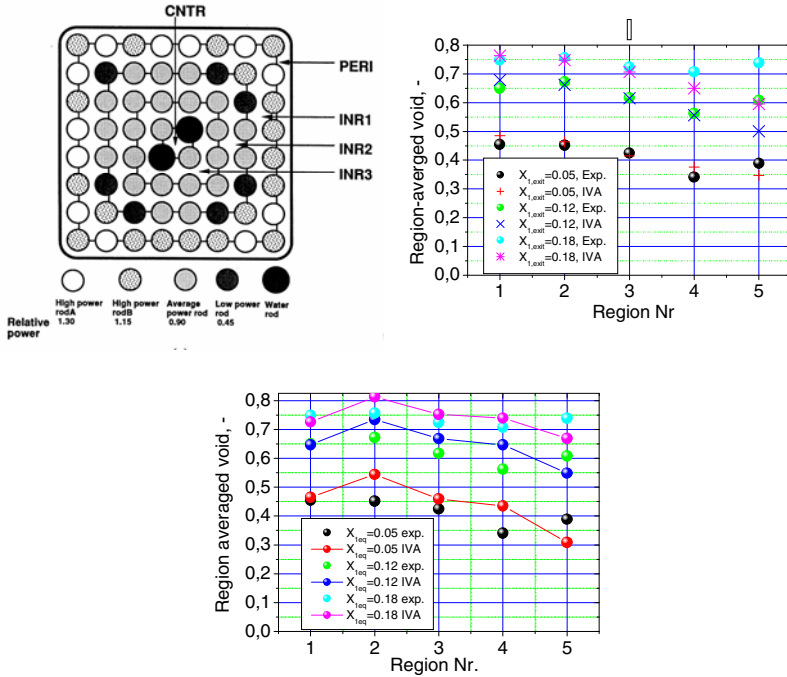 CNTR
PERI
INR1
INR2
INR3
High power rodA 1.30
High power rodB 1.15
Average power rod 0.90
Low power rod 0.45
Water rod
Relative power
0,8
0,7
0,6
0,5
0,4
0,3
0,2
0,1
0,0
Region-averged void, -
X1,exit=0.05, Exp.
X1,exit=0.05, IVA
X1,exit=0.12, Exp.
X1,exit=0.12, IVA
X1,exit=0.18, Exp.
X1,exit=0.18, IVA
1 2 3 4 5
Region Nr
0,8
0,7
0,6
0,5
0,4
0,3
0,2
0,1
0,0
Region averaged void, -
X1eq=0.05 exp.
X1eq=0.05 IVA
X1eq=0.12 exp.
X1eq=0.12 IVA
X1eq=0.18 exp.
X1eq=0.18 IVA
1 2 3 4 5
Region Nr.